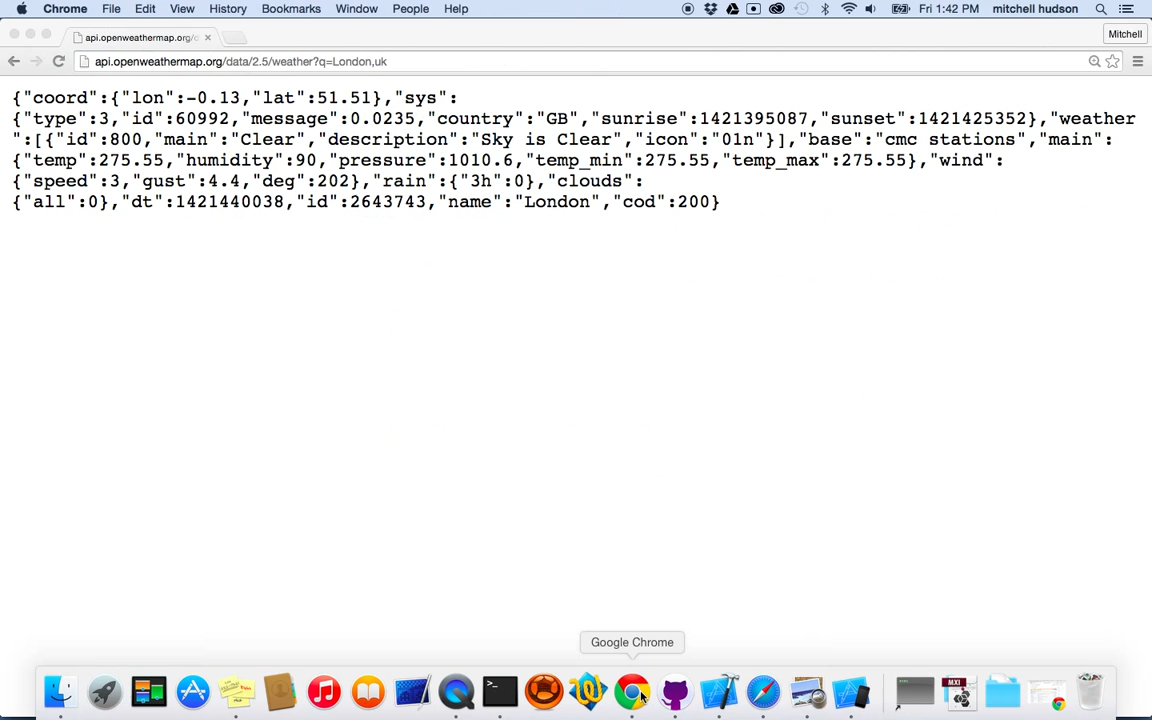 Chrome File Edit View History Bookmarks Window People Help Fri 1:42 PM mitchell hudson
api.openweathermap.org/ Mitchell
api.openweathermap.org/data/2.5/weather?q=London,uk
{"coord":{"lon":-0.13,"lat":51.51},"sys":
{"type":3,"id":60992,"message":0.0235,"country":"GB","sunrise":1421395087,"sunset":1421425352},"weather
":[{"id":800,"main":"Clear","description":"Sky is Clear","icon":"01n"}],"base":"cmc stations","main":
{"temp":275.55,"humidity":90,"pressure":1010.6,"temp_min":275.55,"temp_max":275.55},"wind":
{"speed":3,"gust":4.4,"deg":202},"rain":{"3h":0},"clouds":
{"all":0},"dt":1421440038,"id":2643743,"name":"London","cod":200}
Google Chrome
MXI